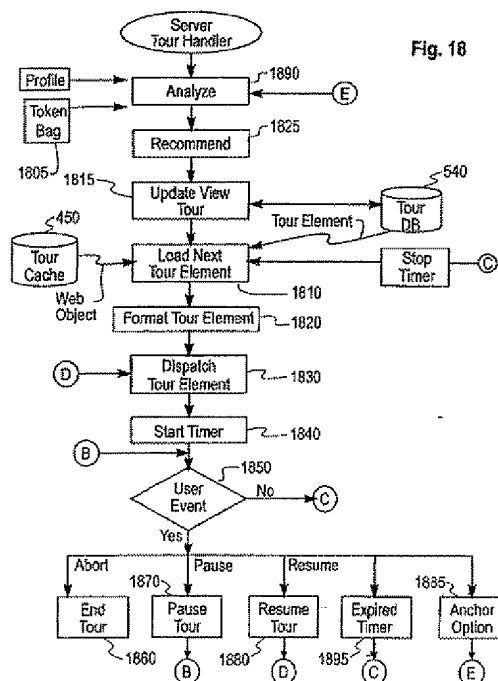 Server
Tour Handler
Fig. 18
Profile
1890
Analyze
E
Token
Bag
1805
1825
Recommend
1815
Update View
Tour
540
Tour
DB
Tour Element
450
Tour
Cache
Load Next
Tour Element
Stop
Timer
C
Web
Object
1810
Format Tour Element
1820
D
Dispatch
Tour Element
1830
Start Timer
1840
B
1850
User
Event
No
C
Yes
Abort
1870
Pause
Resume
1885
End
Tour
Pause
Tour
Resume
Tour
Expired
Timer
Anchor
Option
1860
B
1880
D
1895
C
E